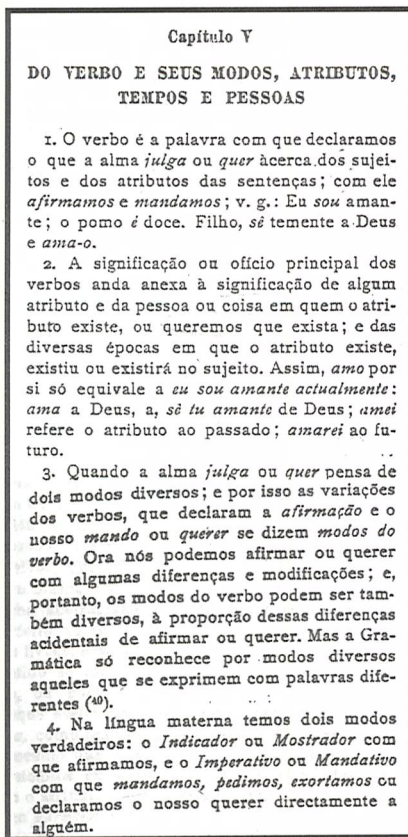 Capítulo V
DO VERBO E SEUS MODOS, ATRIBUTOS,
TEMPOS E PESSOAS
1. O verbo é a palavra com que declaramos
o que a alma julga ou quer àcerca dos sujei-
tos e dos atributos das sentenças; com ele
afirmamos e mandamos; v. g.: Eu sou aman-
te; o pomo é doce. Filho, sê temente a Deus
e ama-o.
2. A significação ou ofício principal dos
verbos anda anexa à significação de algum
atributo e da pessoa ou coisa em quem o atri-
buto existe, ou queremos que exista; e das
diversas épocas em que o atributo existe,
existiu ou existirá no sujeito. Assim, amo por
si só equivale a eu sou amante actualmente:
ama a Deus, a, sê tu amante de Deus; amei
refere o atributo ao passado; amarei ao fu-
turo.
3. Quando a alma julga ou quer pensa de
dois modos diversos; e por isso as variações
dos verbos, que declaram a afirmação e o
nosso mando ou querer se dizem modos do
verbo. Ora nós podemos afirmar ou querer
com algumas diferenças e modificações; e,
portanto, os modos do verbo podem ser tam-
bém diversos, à proporção dessas diferenças
acidentais de afirmar ou querer. Mas a Gra-
mática só reconhece por modos diversos
aqueles que se exprimem com palavras dife-
rentes (⁴⁰).
4. Na língua materna temos dois modos
verdadeiros: o Indicador ou Mostrador com
que afirmamos, e o Imperativo ou Mandativo
com que mandamos, pedimos, exortamos ou
declaramos o nosso querer directamente a
alguém.